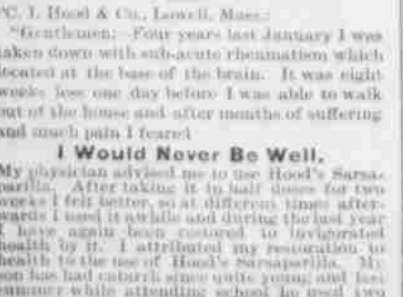 "C. I. Hood & Co., Lowell, Mass.:
"Gentlemen:—Four years last January I was
taken down with sub-acute rheumatism which
located at the base of the brain. It was eight
weeks less one day before I was able to walk
out of the house and after months of suffering
and much pain I feared
I Would Never Be Well.
My physician advised me to use Hood's Sarsa-
parilla. After taking it in half doses for two
weeks I felt better, so at different times after-
wards I used it awhile and during the last year
I have again been restored to invigorated
health by it. I attributed my restoration to
health to the use of Hood's Sarsaparilla. My
son has had catarrh since quite young and last
summer while attending school he used two